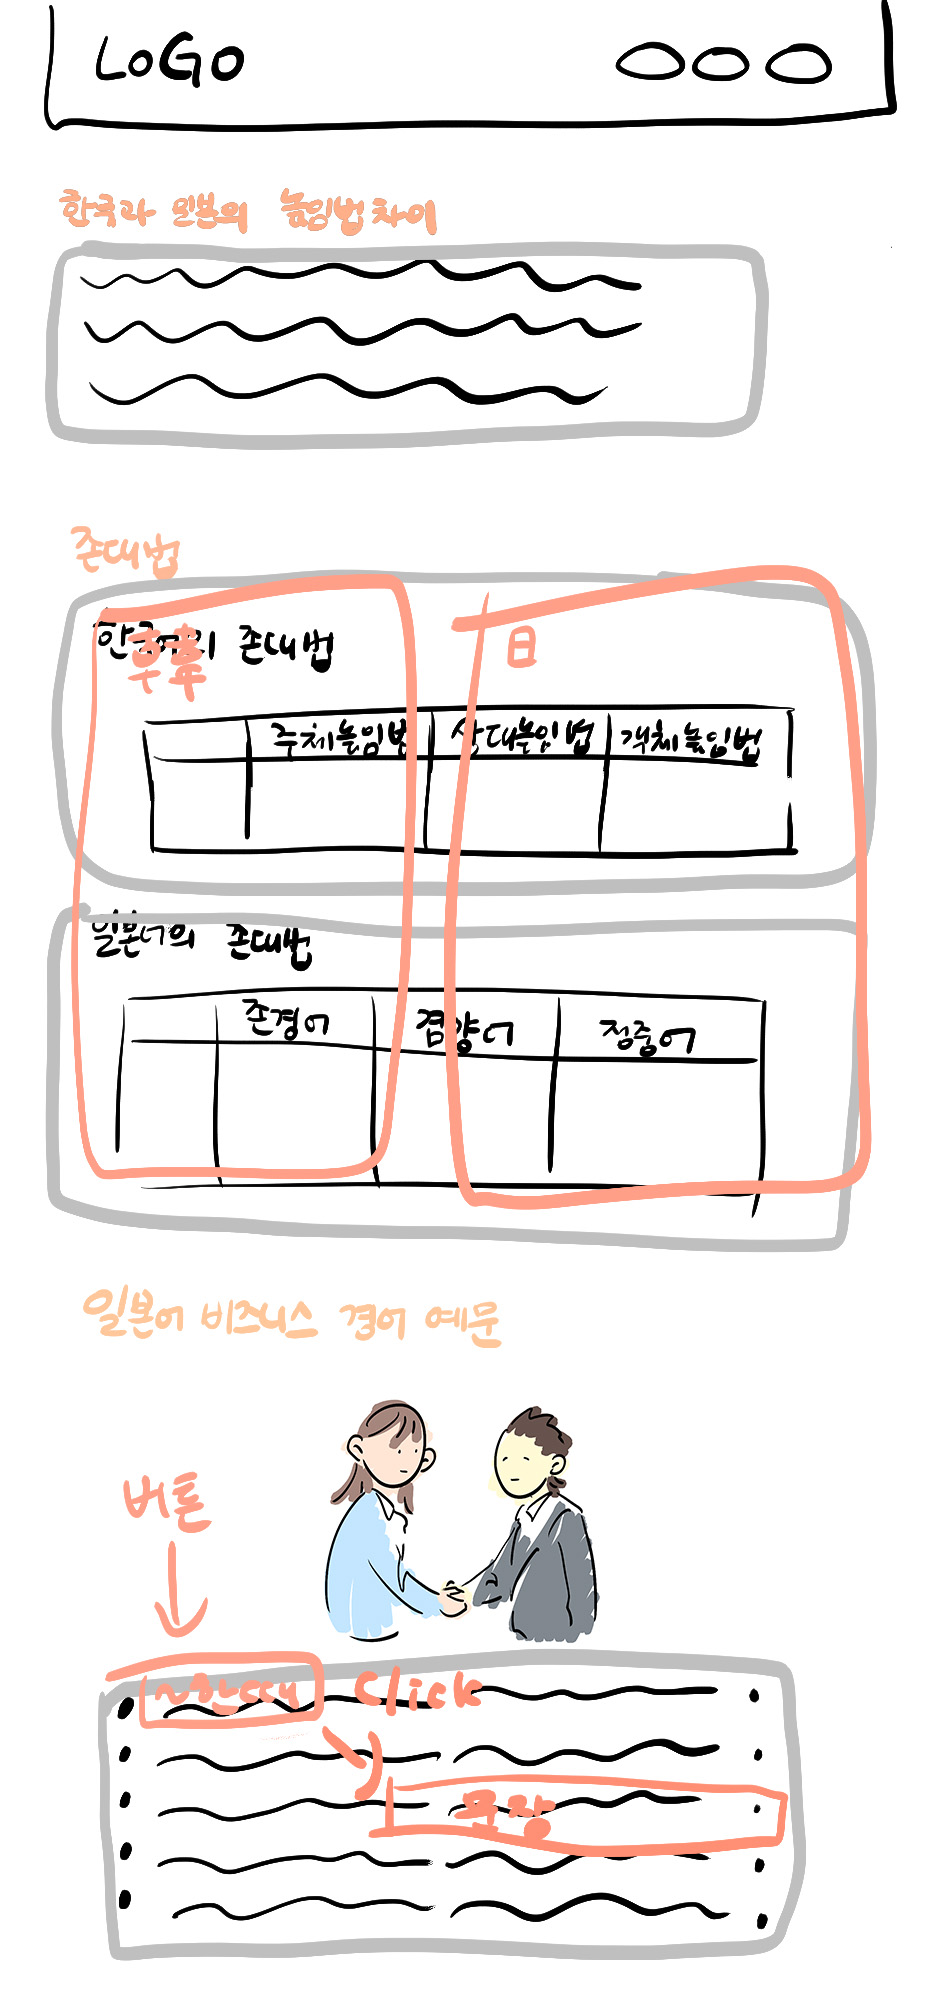 LOGO
한국과 일본의 높임법 차이
존대법
한국어의 존대법
韓
日
주체높임법 상대높임법 객체높임법
일본어의 존대법
존경어 겸양어 정중어
일본어 비즈니스 경어 예문
버튼
~한때 Click
문장